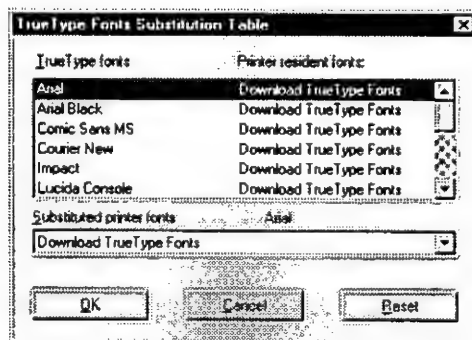 TrueType Fonts Substitution Table
TrueType fonts Printer resident fonts:
Arial Download TrueType Fonts
Arial Black Download TrueType Fonts
Comic Sans MS Download TrueType Fonts
Courier New Download TrueType Fonts
Impact Download TrueType Fonts
Lucida Console Download TrueType Fonts
Substituted printer fonts Arial
Download TrueType Fonts
OK Cancel Reset